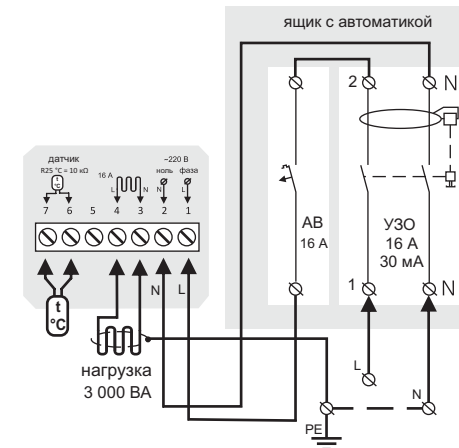 ящик с автоматикой
2
N
датчик
R25 °C = 10 кΩ
t
°C
16 А
L
N
~220 В
ноль фаза
N
L
7 6 5 4 3 2 1
АВ
16 А
УЗО
16 А
30 мА
1
N
N
L
t
°C
нагрузка
3 000 ВА
L
N
PE